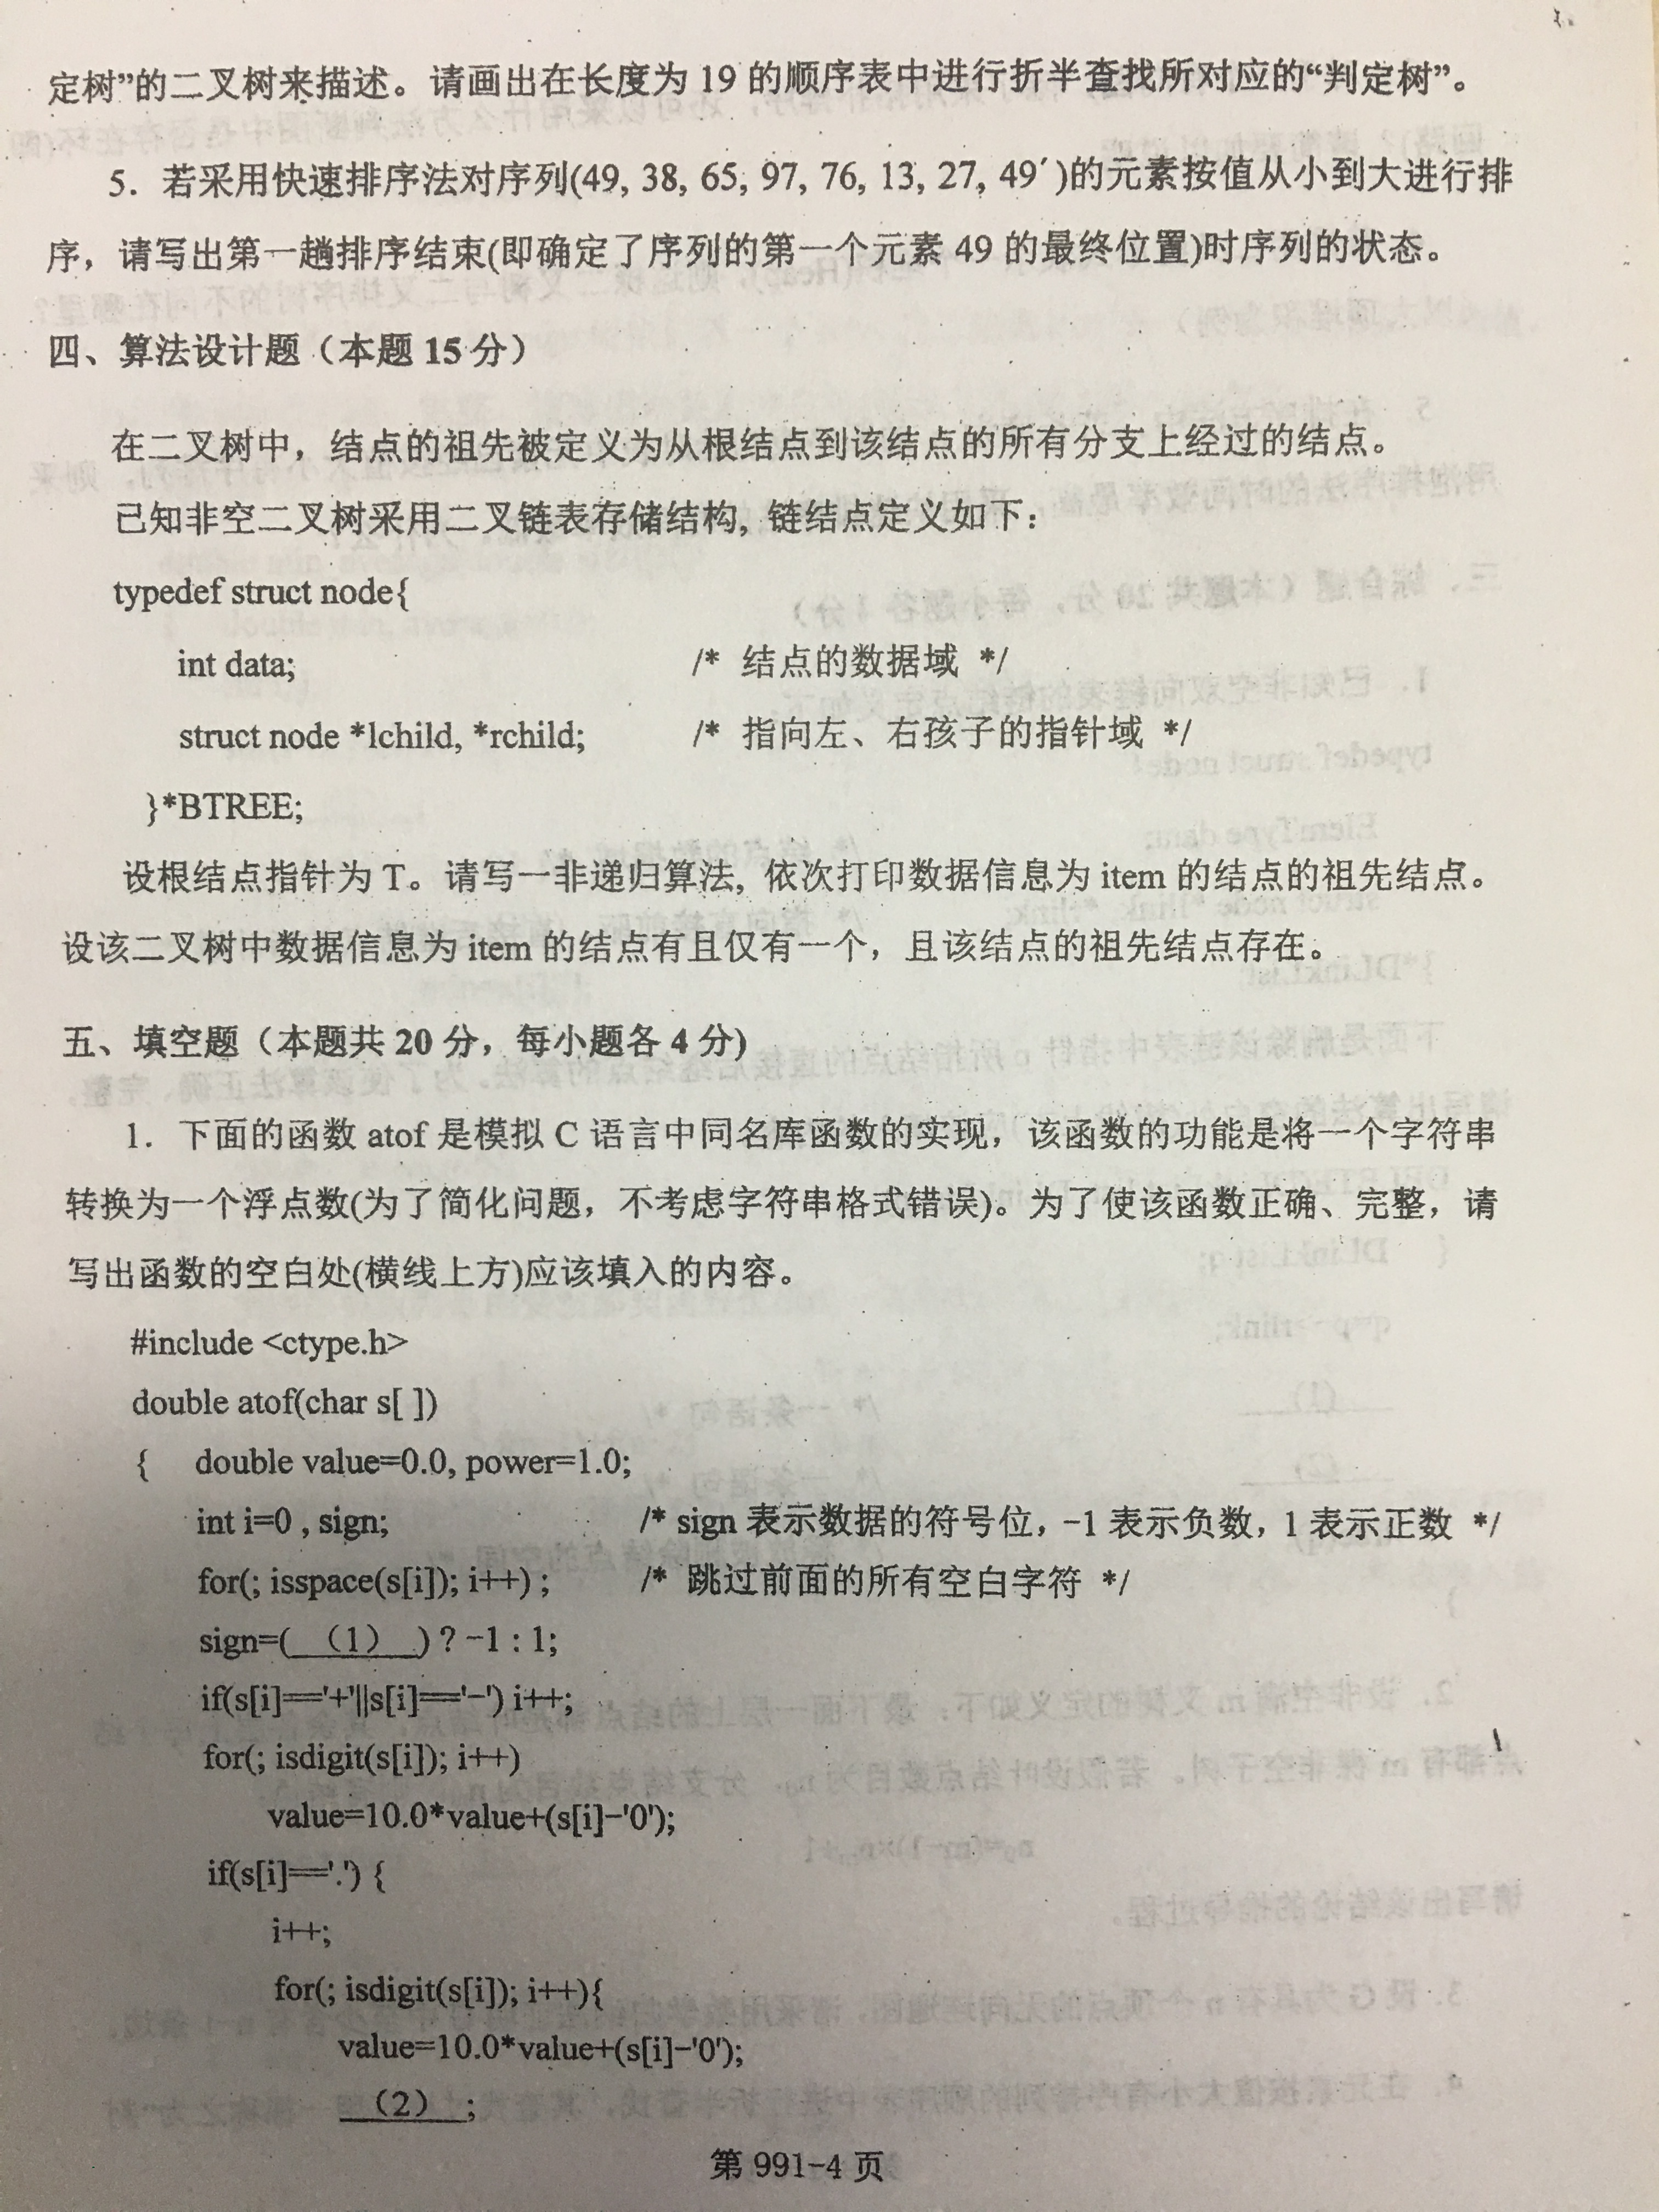 定树”的二叉树来描述。请画出在长度为 19 的顺序表中进行折半查找所对应的“判定树”。
5. 若采用快速排序法对序列(49, 38, 65, 97, 76, 13, 27, 49′)的元素按值从小到大进行排
序，请写出第一趟排序结束(即确定了序列的第一个元素 49 的最终位置)时序列的状态。
四、算法设计题（本题 15 分）
在二叉树中，结点的祖先被定义为从根结点到该结点的所有分支上经过的结点。
已知非空二叉树采用二叉链表存储结构, 链结点定义如下：
typedef struct node{
int data; /* 结点的数据域 */
struct node *lchild, *rchild; /* 指向左、右孩子的指针域 */
}*BTREE;
设根结点指针为 T。请写一非递归算法, 依次打印数据信息为 item 的结点的祖先结点。
设该二叉树中数据信息为 item 的结点有且仅有一个，且该结点的祖先结点存在。
五、填空题（本题共 20 分，每小题各 4 分)
1. 下面的函数 atof 是模拟 C 语言中同名库函数的实现，该函数的功能是将一个字符串
转换为一个浮点数(为了简化问题，不考虑字符串格式错误)。为了使该函数正确、完整，请
写出函数的空白处(横线上方)应该填入的内容。
#include <ctype.h>
double atof(char s[ ])
{ double value=0.0, power=1.0;
int i=0 , sign; /* sign 表示数据的符号位，-1 表示负数，1 表示正数 */
for(; isspace(s[i]); i++) ; /* 跳过前面的所有空白字符 */
sign=(__（1）__) ? -1 : 1;
if(s[i]=='+'||s[i]=='-') i++;
for(; isdigit(s[i]); i++)
value=10.0*value+(s[i]-'0');
if(s[i]=='.') {
i++;
for(; isdigit(s[i]); i++){
value=10.0*value+(s[i]-'0');
__（2）__;
第 991-4 页